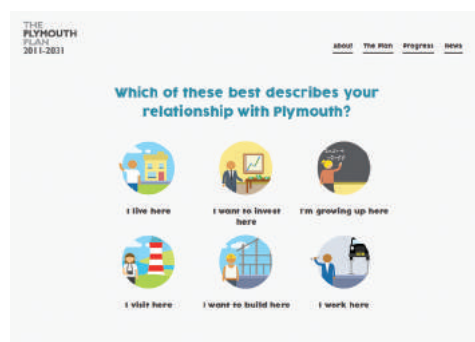 THE
PLYMOUTH
PLAN
2011-2031
About The Plan Progress News
Which of these best describes your
relationship with Plymouth?
I live here
I want to invest
here
I'm growing up here
I visit here
I want to build here
I work here